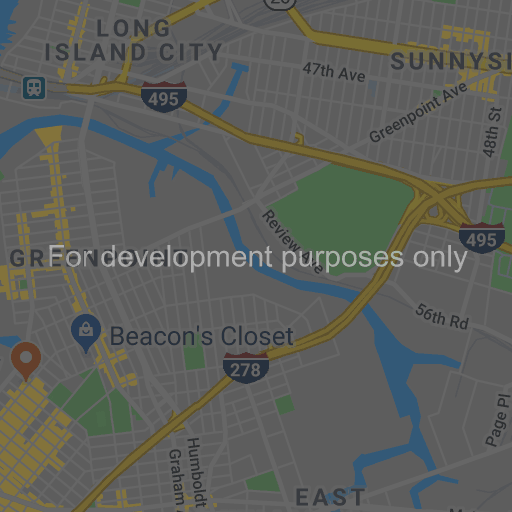 25
LONG
ISLAND CITY
SUNNYSI
47th Ave
495
Greenpoint Ave
48th St
Review Ave
495
GREENPOINT
For development purposes only
56th Rd
Beacon's Closet
278
Page Pl
Humboldt
Graham
EAST